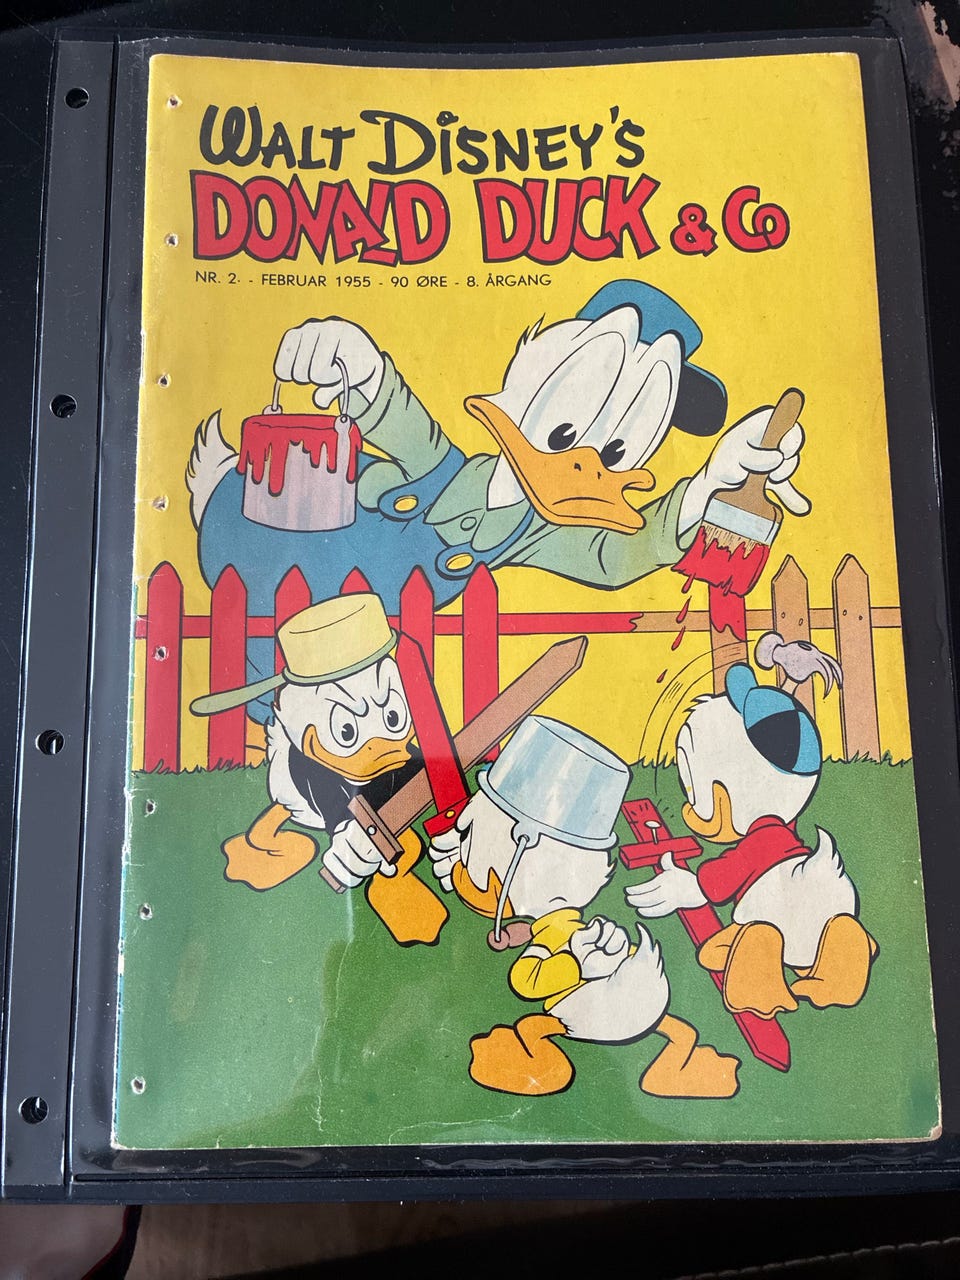 WALT DISNEY'S
DONALD DUCK & CO
NR. 2. - FEBRUAR 1955 - 90 ØRE - 8. ÅRGANG